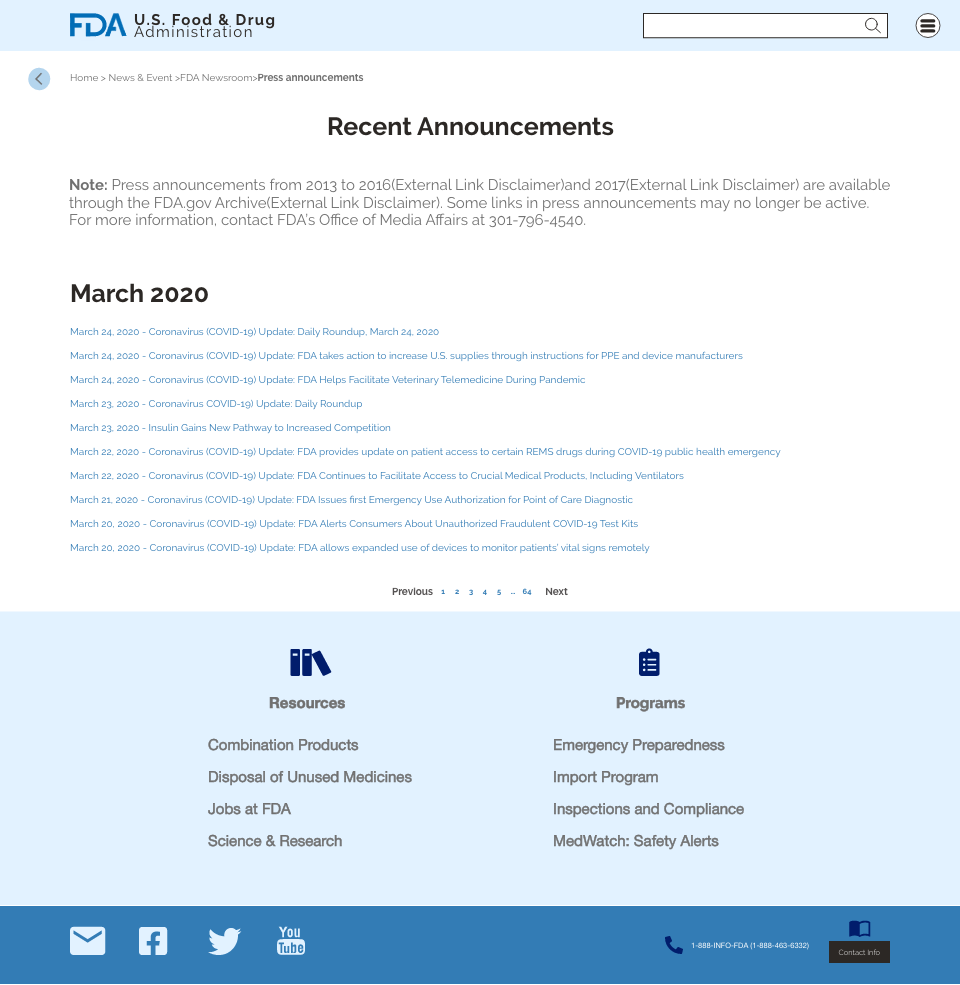 FDA U.S. Food & Drug
Administration
Home > News & Event >FDA Newsroom>Press announcements
Recent Announcements
Note: Press announcements from 2013 to 2016(External Link Disclaimer)and 2017(External Link Disclaimer) are available
through the FDA.gov Archive(External Link Disclaimer). Some links in press announcements may no longer be active.
For more information, contact FDA's Office of Media Affairs at 301-796-4540.
March 2020
March 24, 2020 - Coronavirus (COVID-19) Update: Daily Roundup, March 24, 2020
March 24, 2020 - Coronavirus (COVID-19) Update: FDA takes action to increase U.S. supplies through instructions for PPE and device manufacturers
March 24, 2020 - Coronavirus (COVID-19) Update: FDA Helps Facilitate Veterinary Telemedicine During Pandemic
March 23, 2020 - Coronavirus COVID-19) Update: Daily Roundup
March 23, 2020 - Insulin Gains New Pathway to Increased Competition
March 22, 2020 - Coronavirus (COVID-19) Update: FDA provides update on patient access to certain REMS drugs during COVID-19 public health emergency
March 22, 2020 - Coronavirus (COVID-19) Update: FDA Continues to Facilitate Access to Crucial Medical Products, Including Ventilators
March 21, 2020 - Coronavirus (COVID-19) Update: FDA Issues first Emergency Use Authorization for Point of Care Diagnostic
March 20, 2020 - Coronavirus (COVID-19) Update: FDA Alerts Consumers About Unauthorized Fraudulent COVID-19 Test Kits
March 20, 2020 - Coronavirus (COVID-19) Update: FDA allows expanded use of devices to monitor patients' vital signs remotely
Previous 1 2 3 4 5 ... 64 Next
Resources
Combination Products
Disposal of Unused Medicines
Jobs at FDA
Science & Research
Programs
Emergency Preparedness
Import Program
Inspections and Compliance
MedWatch: Safety Alerts
You
Tube
1-888-INFO-FDA (1-888-463-6332)
Contact info